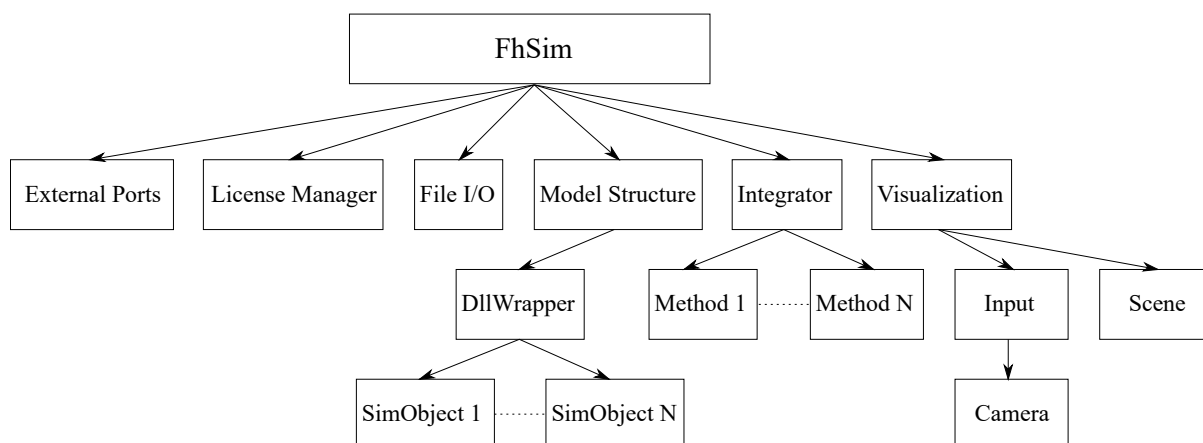 FhSim
External Ports
License Manager
File I/O
Model Structure
Integrator
Visualization
DllWrapper
Method 1
Method N
Input
Scene
SimObject 1
SimObject N
Camera